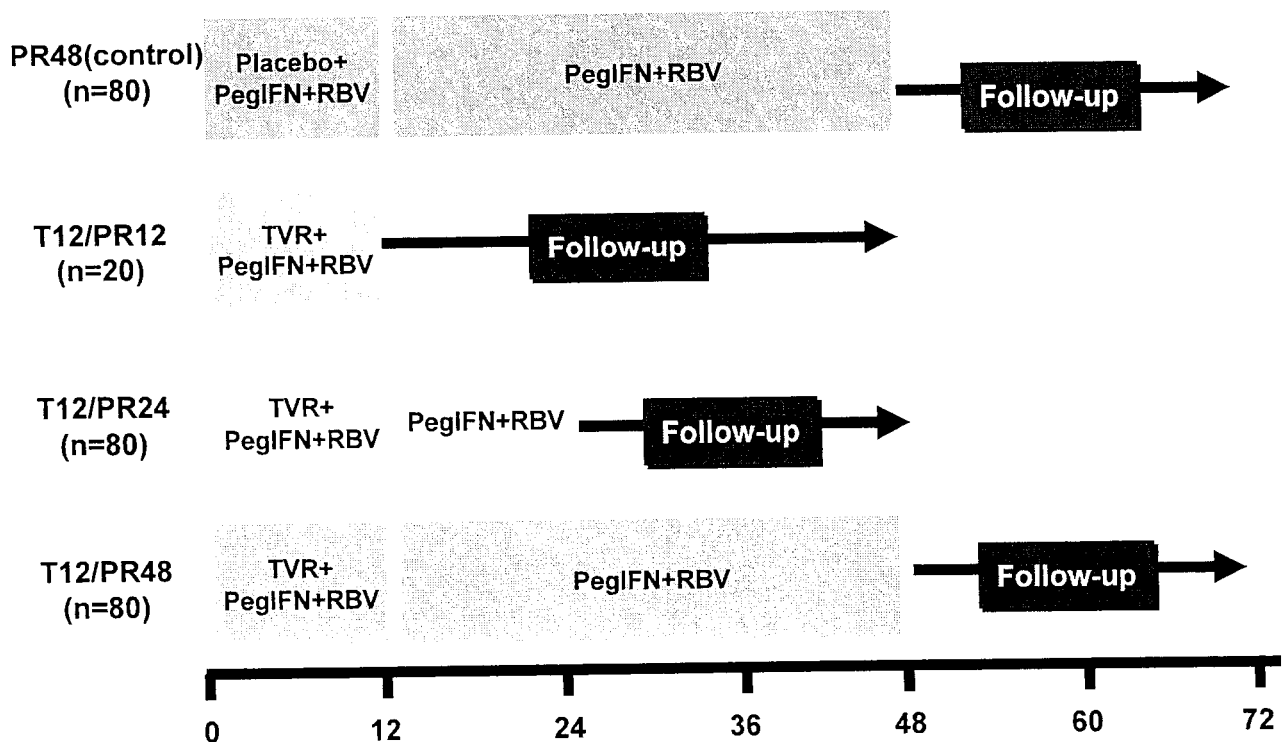 PR48(control)
(n=80)
Placebo+
PegIFN+RBV
PegIFN+RBV
Follow-up
T12/PR12
(n=20)
TVR+
PegIFN+RBV
Follow-up
T12/PR24
(n=80)
TVR+
PegIFN+RBV
PegIFN+RBV
Follow-up
T12/PR48
(n=80)
TVR+
PegIFN+RBV
PegIFN+RBV
Follow-up
0 12 24 36 48 60 72